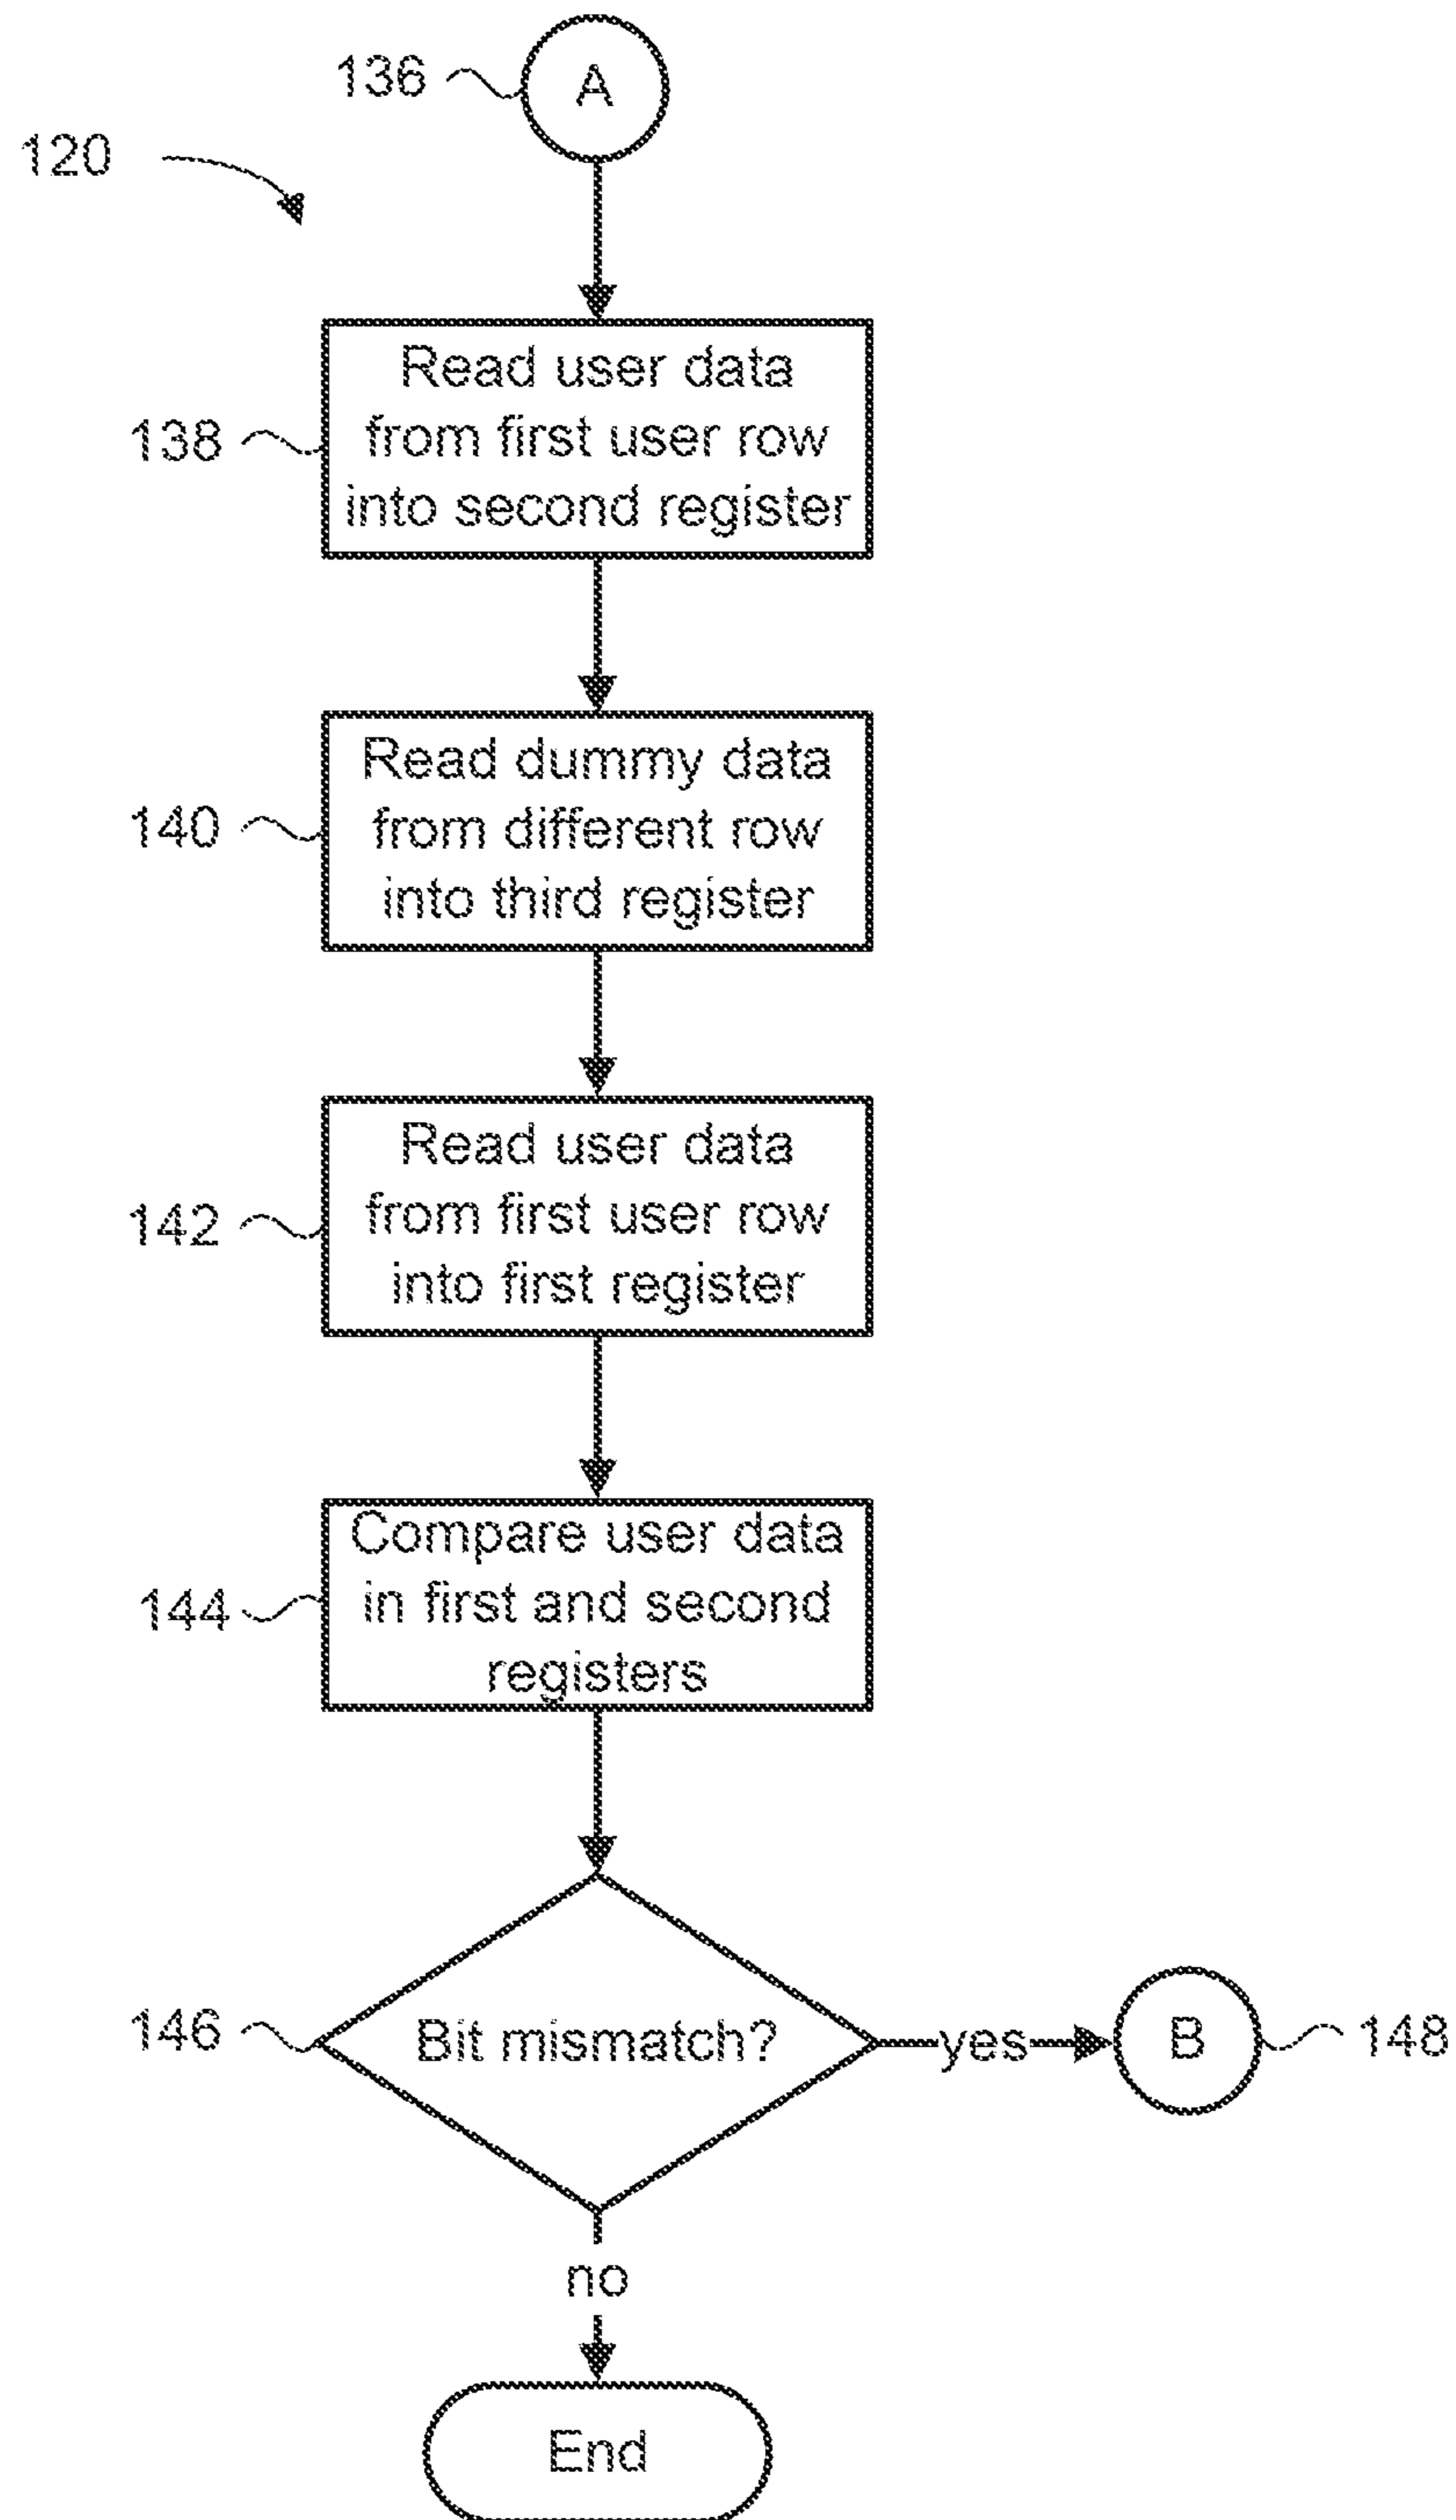 136
A
120
Read user data
from first user row
into second register
138
Read dummy data
from different row
into third register
140
Read user data
from first user row
into first register
142
Compare user data
in first and second
registers
144
146
Bit mismatch?
yes
B
148
no
End